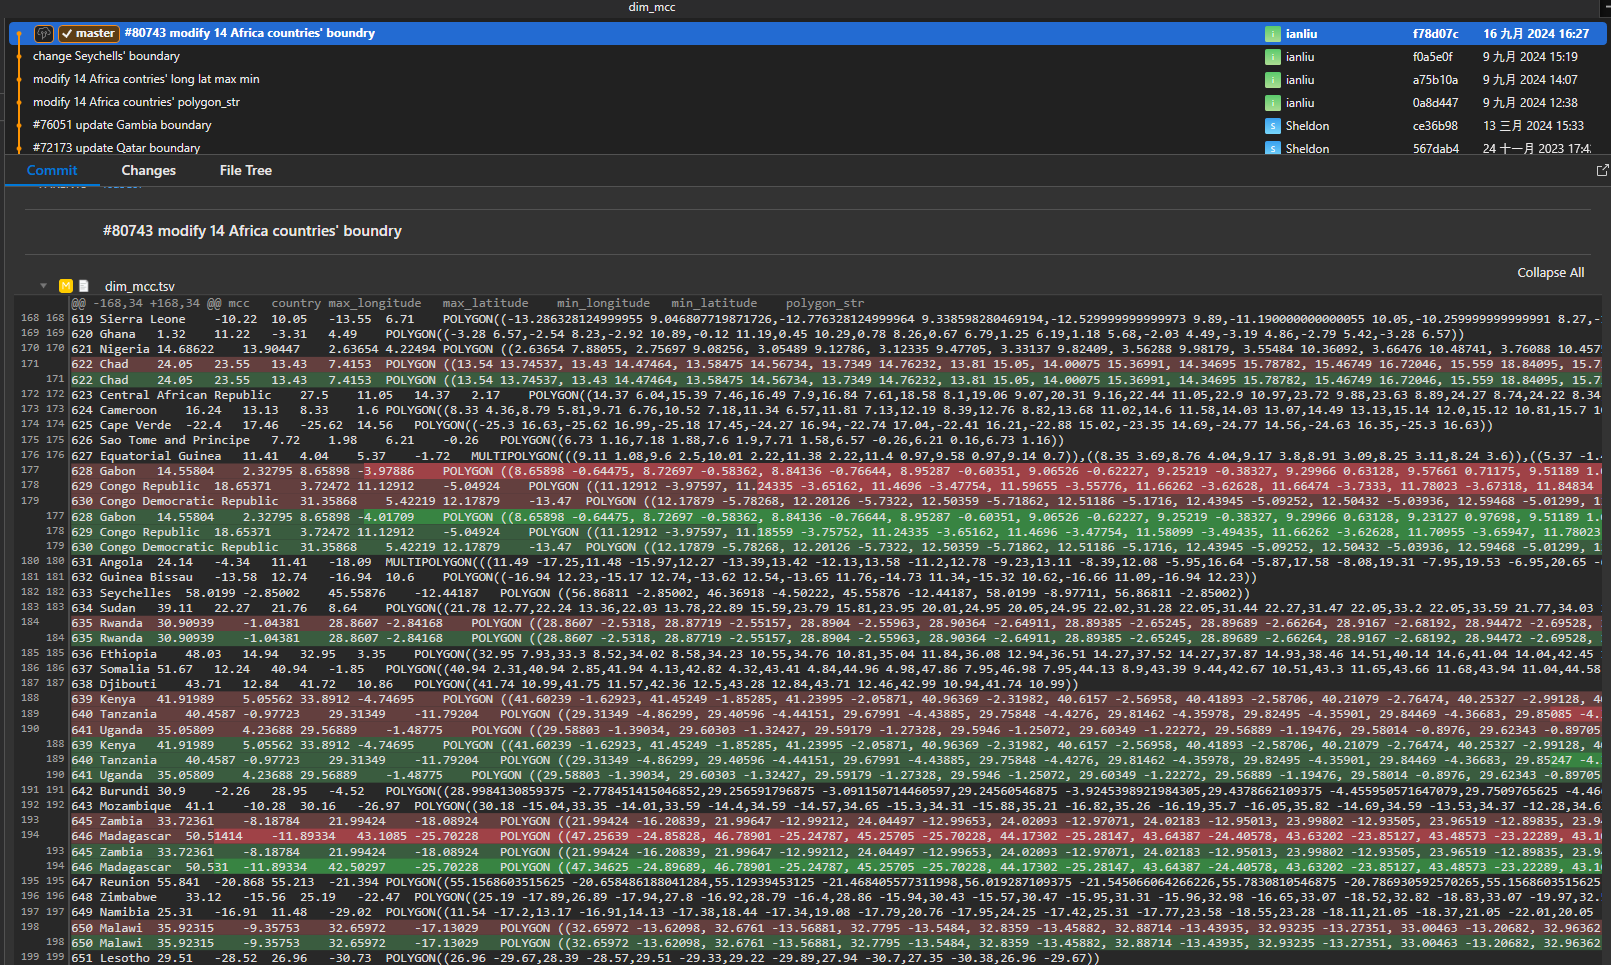 dim_mcc
master #80743 modify 14 Africa countries' boundry ianliu f78d07c 16 九月 2024 16:27
change Seychells' boundary ianliu f0a5e0f 9 九月 2024 15:19
modify 14 Africa contries' long lat max min ianliu a75b10a 9 九月 2024 14:07
modify 14 Africa countries' polygon_str ianliu 0a8d447 9 九月 2024 12:38
#76051 update Gambia boundary Sheldon ce36b98 13 三月 2024 15:33
#72173 update Qatar boundary Sheldon 567dab4 24 十一月 2023 17:4
Commit Changes File Tree
#80743 modify 14 Africa countries' boundry
Collapse All
M dim_mcc.tsv
@@ -168,34 +168,34 @@ mcc country max_longitude max_latitude min_longitude min_latitude polygon_str
168 168 619 Sierra Leone -10.22 10.05 -13.55 6.71 POLYGON((-13.286328124999955 9.046807719871726,-12.776328124999964 9.338598280469194,-12.529999999999973 9.89,-11.190000000000055 10.05,-10.259999999999991 8.27,-
169 169 620 Ghana 1.32 11.22 -3.31 4.49 POLYGON((-3.28 6.57,-2.54 8.23,-2.92 10.89,-0.12 11.19,0.45 10.29,0.78 8.26,0.67 6.79,1.25 6.19,1.18 5.68,-2.03 4.49,-3.19 4.86,-2.79 5.42,-3.28 6.57))
170 170 621 Nigeria 14.68622 13.90447 2.63654 4.22494 POLYGON ((2.63654 7.88055, 2.75697 9.08256, 3.05489 9.12786, 3.12335 9.47705, 3.33137 9.82409, 3.56288 9.98179, 3.55484 10.36092, 3.66476 10.48741, 3.76088 10.457
171 622 Chad 24.05 23.55 13.43 7.4153 POLYGON ((13.54 13.74537, 13.43 14.47464, 13.58475 14.56734, 13.7349 14.76232, 13.81 15.05, 14.00075 15.36991, 14.34695 15.78782, 15.46749 16.72046, 15.559 18.84095, 15.7
171 622 Chad 24.05 23.55 13.43 7.4153 POLYGON ((13.54 13.74537, 13.43 14.47464, 13.58475 14.56734, 13.7349 14.76232, 13.81 15.05, 14.00075 15.36991, 14.34695 15.78782, 15.46749 16.72046, 15.559 18.84095, 15.7
172 172 623 Central African Republic 27.5 11.05 14.37 2.17 POLYGON((14.37 6.04,15.39 7.46,16.49 7.9,16.84 7.61,18.58 8.1,19.06 9.07,20.31 9.16,22.44 11.05,22.9 10.97,23.72 9.88,23.63 8.89,24.27 8.74,24.22 8.34
173 173 624 Cameroon 16.24 13.13 8.33 1.6 POLYGON((8.33 4.36,8.79 5.81,9.71 6.76,10.52 7.18,11.34 6.57,11.81 7.13,12.19 8.39,12.76 8.82,13.68 11.02,14.6 11.58,14.03 13.07,14.49 13.13,15.14 12.0,15.12 10.81,15.7 1
174 174 625 Cape Verde -22.4 17.46 -25.62 14.56 POLYGON((-25.3 16.63,-25.62 16.99,-25.18 17.45,-24.27 16.94,-22.74 17.04,-22.41 16.21,-22.88 15.02,-23.35 14.69,-24.77 14.56,-24.63 16.35,-25.3 16.63))
175 175 626 Sao Tome and Principe 7.72 1.98 6.21 -0.26 POLYGON((6.73 1.16,7.18 1.88,7.6 1.9,7.71 1.58,6.57 -0.26,6.21 0.16,6.73 1.16))
176 176 627 Equatorial Guinea 11.41 4.04 5.37 -1.72 MULTIPOLYGON(((9.11 1.08,9.6 2.5,10.01 2.22,11.38 2.22,11.4 0.97,9.58 0.97,9.14 0.7)),((8.35 3.69,8.76 4.04,9.17 3.8,8.91 3.09,8.25 3.11,8.24 3.6)),((5.37 -1.4
177 628 Gabon 14.55804 2.32795 8.65898 -3.97886 POLYGON ((8.65898 -0.64475, 8.72697 -0.58362, 8.84136 -0.76644, 8.95287 -0.60351, 9.06526 -0.62227, 9.25219 -0.38327, 9.29966 0.63128, 9.57661 0.71175, 9.51189 1.0
178 629 Congo Republic 18.65371 3.72472 11.12912 -5.04924 POLYGON ((11.12912 -3.97597, 11.24335 -3.65162, 11.4696 -3.47754, 11.59655 -3.55776, 11.66262 -3.62628, 11.66474 -3.7333, 11.78023 -3.67318, 11.84834
179 630 Congo Democratic Republic 31.35868 5.42219 12.17879 -13.47 POLYGON ((12.17879 -5.78268, 12.20126 -5.7322, 12.50359 -5.71862, 12.51186 -5.1716, 12.43945 -5.09252, 12.50432 -5.03936, 12.59468 -5.01299, 1
177 628 Gabon 14.55804 2.32795 8.65898 -4.01709 POLYGON ((8.65898 -0.64475, 8.72697 -0.58362, 8.84136 -0.76644, 8.95287 -0.60351, 9.06526 -0.62227, 9.25219 -0.38327, 9.29966 0.63128, 9.23127 0.97698, 9.51189 1.0
178 629 Congo Republic 18.65371 3.72472 11.12912 -5.04924 POLYGON ((11.12912 -3.97597, 11.18559 -3.75752, 11.24335 -3.65162, 11.4696 -3.47754, 11.58099 -3.49435, 11.66262 -3.62628, 11.70955 -3.65947, 11.78023
179 630 Congo Democratic Republic 31.35868 5.42219 12.17879 -13.47 POLYGON ((12.17879 -5.78268, 12.20126 -5.7322, 12.50359 -5.71862, 12.51186 -5.1716, 12.43945 -5.09252, 12.50432 -5.03936, 12.59468 -5.01299, 1
180 180 631 Angola 24.14 -4.34 11.41 -18.09 MULTIPOLYGON(((11.49 -17.25,11.48 -15.97,12.27 -13.39,13.42 -12.13,13.58 -11.2,12.78 -9.23,13.11 -8.39,12.08 -5.95,16.64 -5.87,17.58 -8.08,19.31 -7.95,19.53 -6.95,20.65 -6
181 181 632 Guinea Bissau -13.58 12.74 -16.94 10.6 POLYGON((-16.94 12.23,-15.17 12.74,-13.62 12.54,-13.65 11.76,-14.73 11.34,-15.32 10.62,-16.66 11.09,-16.94 12.23))
182 182 633 Seychelles 58.0199 -2.85002 45.55876 -12.44187 POLYGON ((56.86811 -2.85002, 46.36918 -4.50222, 45.55876 -12.44187, 58.0199 -8.97711, 56.86811 -2.85002))
183 183 634 Sudan 39.11 22.27 21.76 8.64 POLYGON((21.78 12.77,22.24 13.36,22.03 13.78,22.89 15.59,23.79 15.81,23.95 20.01,24.95 20.05,24.95 22.02,31.28 22.05,31.44 22.27,31.47 22.05,33.2 22.05,33.59 21.77,34.03
184 635 Rwanda 30.90939 -1.04381 28.8607 -2.84168 POLYGON ((28.8607 -2.5318, 28.87719 -2.55157, 28.8904 -2.55963, 28.90364 -2.64911, 28.89385 -2.65245, 28.89689 -2.66264, 28.9167 -2.68192, 28.94472 -2.69528,
184 635 Rwanda 30.90939 -1.04381 28.8607 -2.84168 POLYGON ((28.8607 -2.5318, 28.87719 -2.55157, 28.8904 -2.55963, 28.90364 -2.64911, 28.89385 -2.65245, 28.89689 -2.66264, 28.9167 -2.68192, 28.94472 -2.69528,
185 185 636 Ethiopia 48.03 14.94 32.95 3.35 POLYGON((32.95 7.93,33.3 8.52,34.02 8.58,34.23 10.55,34.76 10.81,35.04 11.84,36.08 12.94,36.51 14.27,37.52 14.27,37.87 14.93,38.46 14.51,40.14 14.6,41.04 14.04,42.45
186 186 637 Somalia 51.67 12.24 40.94 -1.85 POLYGON((40.94 2.31,40.94 2.85,41.94 4.13,42.82 4.32,43.41 4.84,44.96 4.98,47.86 7.95,46.98 7.95,44.13 8.9,43.39 9.44,42.67 10.51,43.3 11.65,43.66 11.68,43.94 11.04,44.58
187 187 638 Djibouti 43.71 12.84 41.72 10.86 POLYGON((41.74 10.99,41.75 11.57,42.36 12.5,43.28 12.84,43.71 12.46,42.99 10.94,41.74 10.99))
188 639 Kenya 41.91989 5.05562 33.8912 -4.74695 POLYGON ((41.60239 -1.62923, 41.45249 -1.85285, 41.23995 -2.05871, 40.96369 -2.31982, 40.6157 -2.56958, 40.41893 -2.58706, 40.21079 -2.76474, 40.25327 -2.99128, 4
189 640 Tanzania 40.4587 -0.97723 29.31349 -11.79204 POLYGON ((29.31349 -4.86299, 29.40596 -4.44151, 29.67991 -4.43885, 29.75848 -4.4276, 29.81462 -4.35978, 29.82495 -4.35901, 29.84469 -4.36683, 29.85085 -4.
190 641 Uganda 35.05809 4.23688 29.56889 -1.48775 POLYGON ((29.58803 -1.39034, 29.60303 -1.32427, 29.59179 -1.27328, 29.5946 -1.25072, 29.60349 -1.22272, 29.56889 -1.19476, 29.58014 -0.8976, 29.62343 -0.89705
188 639 Kenya 41.91989 5.05562 33.8912 -4.74695 POLYGON ((41.60239 -1.62923, 41.45249 -1.85285, 41.23995 -2.05871, 40.96369 -2.31982, 40.6157 -2.56958, 40.41893 -2.58706, 40.21079 -2.76474, 40.25327 -2.99128, 4
189 640 Tanzania 40.4587 -0.97723 29.31349 -11.79204 POLYGON ((29.31349 -4.86299, 29.40596 -4.44151, 29.67991 -4.43885, 29.75848 -4.4276, 29.81462 -4.35978, 29.82495 -4.35901, 29.84469 -4.36683, 29.85247 -4.
190 641 Uganda 35.05809 4.23688 29.56889 -1.48775 POLYGON ((29.58803 -1.39034, 29.60303 -1.32427, 29.59179 -1.27328, 29.5946 -1.25072, 29.60349 -1.22272, 29.56889 -1.19476, 29.58014 -0.8976, 29.62343 -0.89705
191 191 642 Burundi 30.9 -2.26 28.95 -4.52 POLYGON((28.9984130859375 -2.778451415046852,29.256591796875 -3.091150714460597,29.24560546875 -3.9245398921984305,29.4378662109375 -4.455950571647079,29.7509765625 -4.46
192 192 643 Mozambique 41.1 -10.28 30.16 -26.97 POLYGON((30.18 -15.04,33.35 -14.01,33.59 -14.4,34.59 -14.57,34.65 -15.3,34.31 -15.88,35.21 -16.82,35.26 -16.19,35.7 -16.05,35.82 -14.69,34.59 -13.53,34.37 -12.28,34.6
193 645 Zambia 33.72361 -8.18784 21.99424 -18.08924 POLYGON ((21.99424 -16.20839, 21.99647 -12.99212, 24.04497 -12.99653, 24.02093 -12.97071, 24.02183 -12.95013, 23.99802 -12.93505, 23.96519 -12.89835, 23.9
194 646 Madagascar 50.51414 -11.89334 43.1085 -25.70228 POLYGON ((47.25639 -24.85828, 46.78901 -25.24787, 45.25705 -25.70228, 44.17302 -25.28147, 43.64387 -24.40578, 43.63202 -23.85127, 43.48573 -23.22289, 43.1
193 645 Zambia 33.72361 -8.18784 21.99424 -18.08924 POLYGON ((21.99424 -16.20839, 21.99647 -12.99212, 24.04497 -12.99653, 24.02093 -12.97071, 24.02183 -12.95013, 23.99802 -12.93505, 23.96519 -12.89835, 23.9
194 646 Madagascar 50.531 -11.89334 42.50297 -25.70228 POLYGON ((47.34625 -24.89689, 46.78901 -25.24787, 45.25705 -25.70228, 44.17302 -25.28147, 43.64387 -24.40578, 43.63202 -23.85127, 43.48573 -23.22289, 43.1
195 195 647 Reunion 55.841 -20.868 55.213 -21.394 POLYGON((55.1568603515625 -20.658486188041284,55.12939453125 -21.468405577311998,56.019287109375 -21.545066064266226,55.7830810546875 -20.786930592570265,55.1568603515625
196 196 648 Zimbabwe 33.12 -15.56 25.19 -22.47 POLYGON((25.19 -17.89,26.89 -17.94,27.8 -16.92,28.79 -16.4,28.86 -15.94,30.43 -15.57,30.47 -15.95,31.31 -15.96,32.98 -16.65,33.07 -18.52,32.82 -18.83,33.07 -19.97,32.
197 197 649 Namibia 25.31 -16.91 11.48 -29.02 POLYGON((11.54 -17.2,13.17 -16.91,14.13 -17.38,18.44 -17.34,19.08 -17.79,20.76 -17.95,24.25 -17.42,25.31 -17.77,23.58 -18.55,23.28 -18.11,21.05 -18.37,21.05 -22.01,20.05
198 650 Malawi 35.92315 -9.35753 32.65972 -17.13029 POLYGON ((32.65972 -13.62098, 32.6761 -13.56881, 32.7795 -13.5484, 32.8359 -13.45882, 32.88714 -13.43935, 32.93235 -13.27351, 33.00463 -13.20682, 32.96362
198 650 Malawi 35.92315 -9.35753 32.65972 -17.13029 POLYGON ((32.65972 -13.62098, 32.6761 -13.56881, 32.7795 -13.5484, 32.8359 -13.45882, 32.88714 -13.43935, 32.93235 -13.27351, 33.00463 -13.20682, 32.96362
199 199 651 Lesotho 29.51 -28.52 26.96 -30.73 POLYGON((26.96 -29.67,28.39 -28.57,29.51 -29.33,29.22 -29.89,27.94 -30.7,27.35 -30.38,26.96 -29.67))